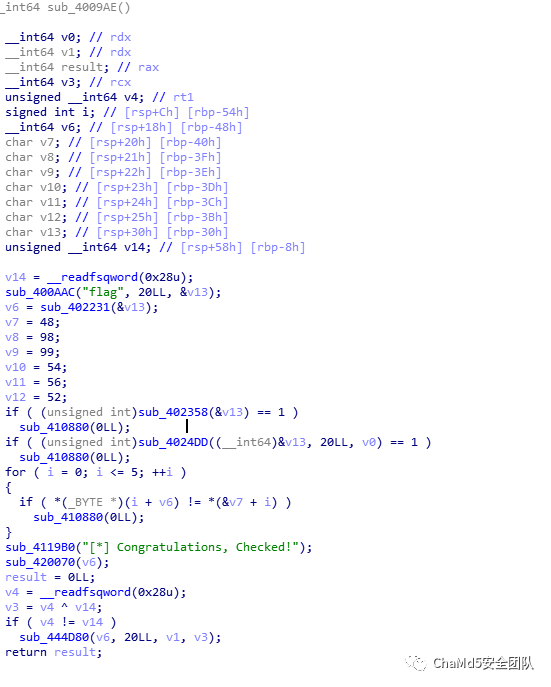 _int64 sub_4009AE()
__int64 v0; // rdx
__int64 v1; // rdx
__int64 result; // rax
__int64 v3; // rcx
unsigned __int64 v4; // rt1
signed int i; // [rsp+Ch] [rbp-54h]
__int64 v6; // [rsp+18h] [rbp-48h]
char v7; // [rsp+20h] [rbp-40h]
char v8; // [rsp+21h] [rbp-3Fh]
char v9; // [rsp+22h] [rbp-3Eh]
char v10; // [rsp+23h] [rbp-3Dh]
char v11; // [rsp+24h] [rbp-3Ch]
char v12; // [rsp+25h] [rbp-3Bh]
char v13; // [rsp+30h] [rbp-30h]
unsigned __int64 v14; // [rsp+58h] [rbp-8h]
v14 = __readfsqword(0x28u);
sub_400AAC("flag", 20LL, &v13);
v6 = sub_402231(&v13);
v7 = 48;
v8 = 98;
v9 = 99;
v10 = 54;
v11 = 56;
v12 = 52;
if ( (unsigned int)sub_402358(&v13) == 1 )
sub_410880(0LL);
if ( (unsigned int)sub_4024DD((__int64)&v13, 20LL, v0) == 1 )
sub_410880(0LL);
for ( i = 0; i <= 5; ++i )
{
if ( *(_BYTE *)(i + v6) != *(&v7 + i) )
sub_410880(0LL);
}
sub_4119B0("[*] Congratulations, Checked!");
sub_420070(v6);
result = 0LL;
v4 = __readfsqword(0x28u);
v3 = v4 ^ v14;
if ( v4 != v14 )
sub_444D80(v6, 20LL, v1, v3);
return result;
ChaMd5安全团队